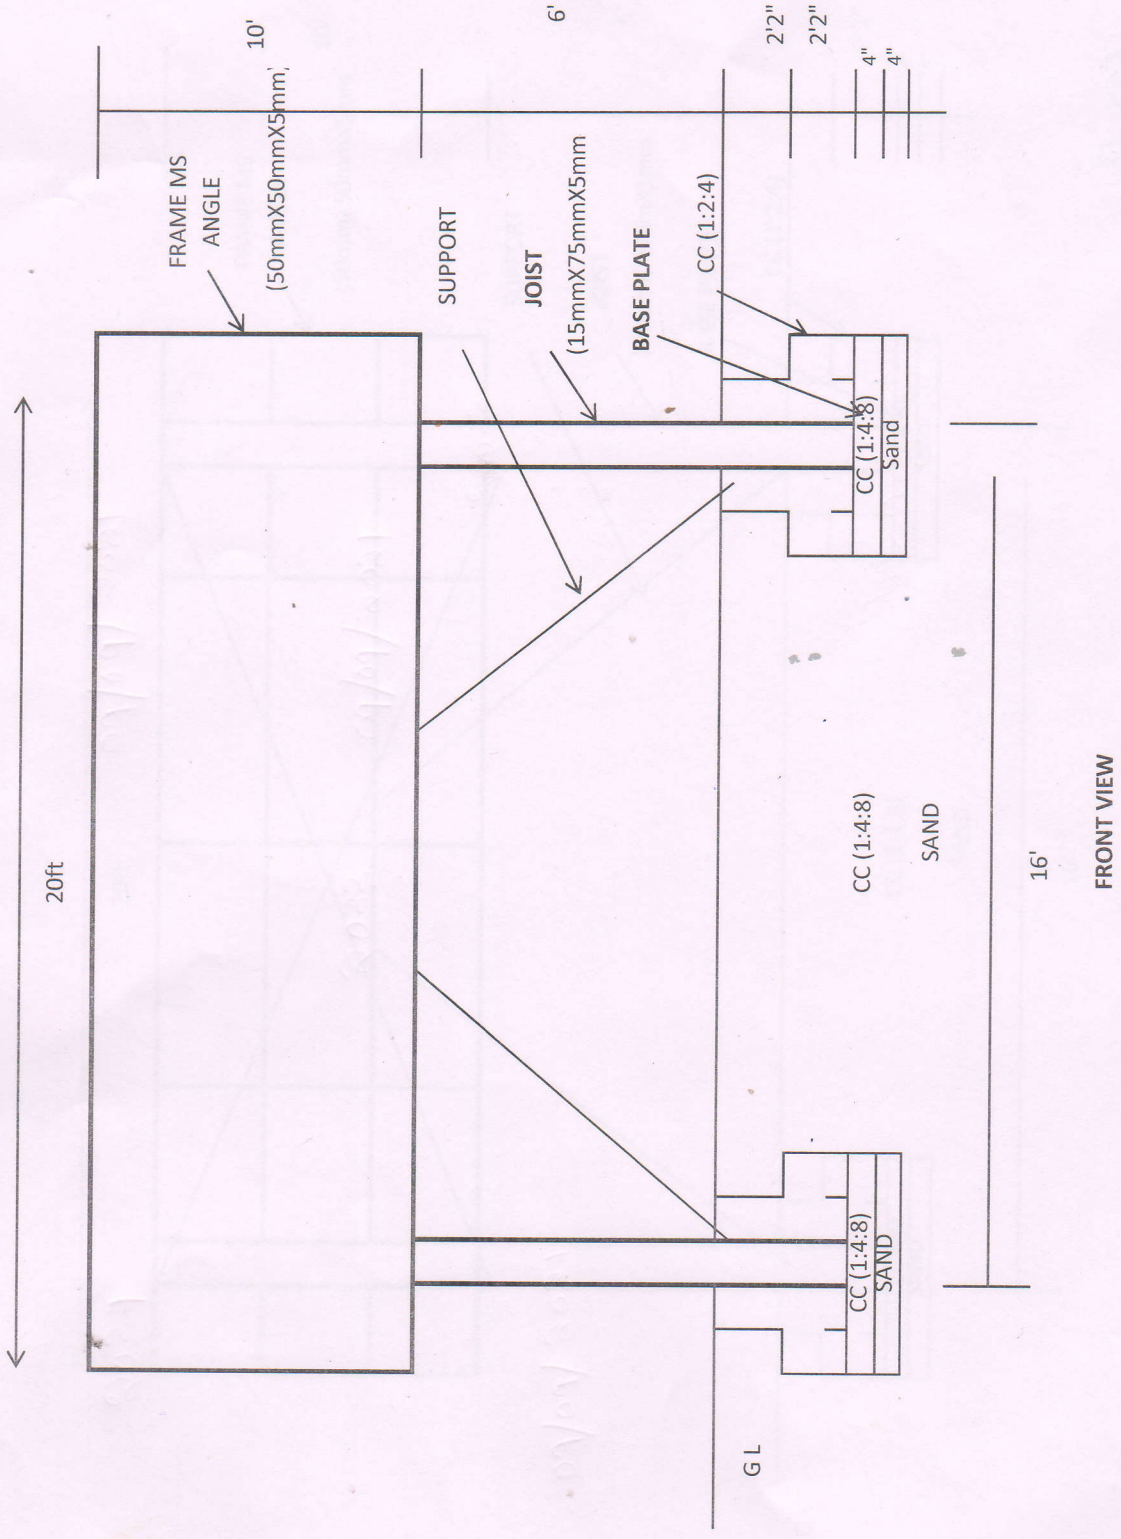 20ft
FRAME MS
ANGLE
(50mmX50mmX5mm)
10'
SUPPORT
6'
JOIST
(15mmX75mmX5mm
BASE PLATE
CC (1:2:4)
2'2"
2'2"
4"
4"
G L
CC (1:4:8)
SAND
CC (1:4:8)
SAND
CC (1:4:8)
Sand
16'
FRONT VIEW